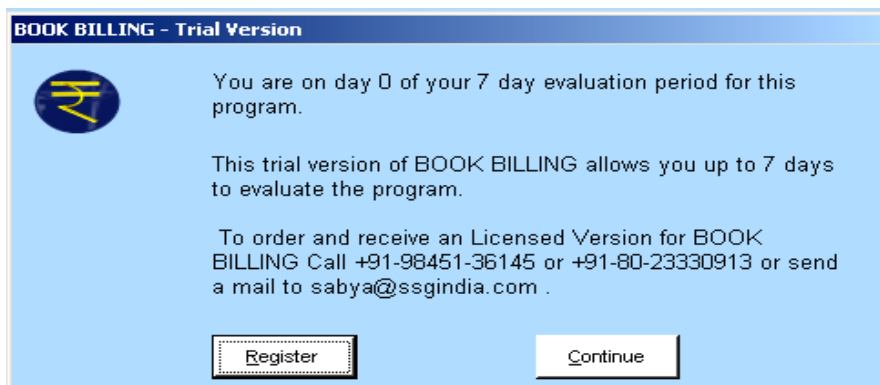 BOOK BILLING - Trial Version
You are on day 0 of your 7 day evaluation period for this
program.
This trial version of BOOK BILLING allows you up to 7 days
to evaluate the program.
To order and receive an Licensed Version for BOOK
BILLING Call +91-98451-36145 or +91-80-23330913 or send
a mail to sabya@ssgindia.com .
Register
Continue